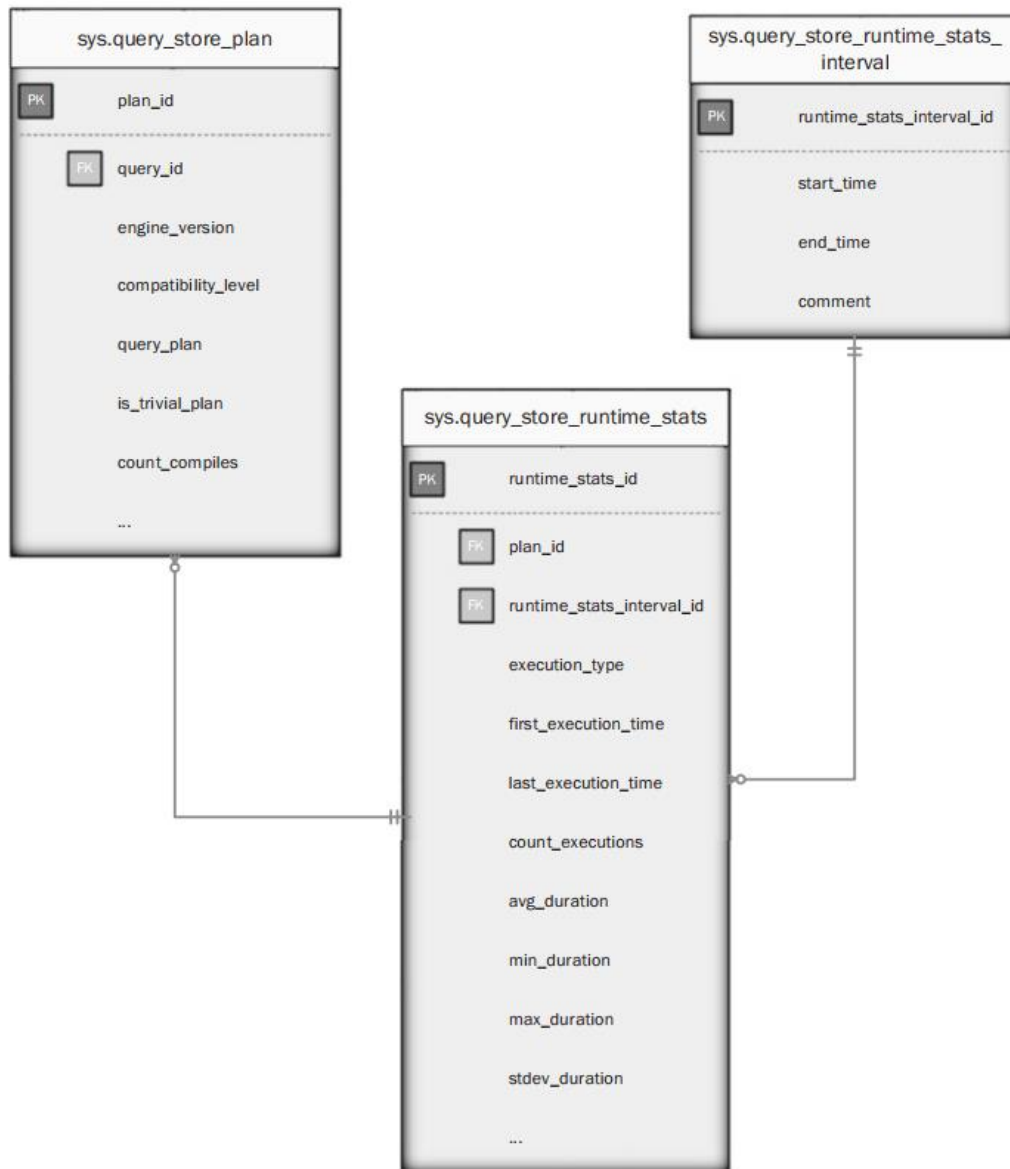 sys.query_store_plan
PK plan_id
FK query_id
engine_version
compatibility_level
query_plan
is_trivial_plan
count_compiles
...
sys.query_store_runtime_stats_
interval
PK runtime_stats_interval_id
start_time
end_time
comment
sys.query_store_runtime_stats
PK runtime_stats_id
FK plan_id
FK runtime_stats_interval_id
execution_type
first_execution_time
last_execution_time
count_executions
avg_duration
min_duration
max_duration
stdev_duration
...